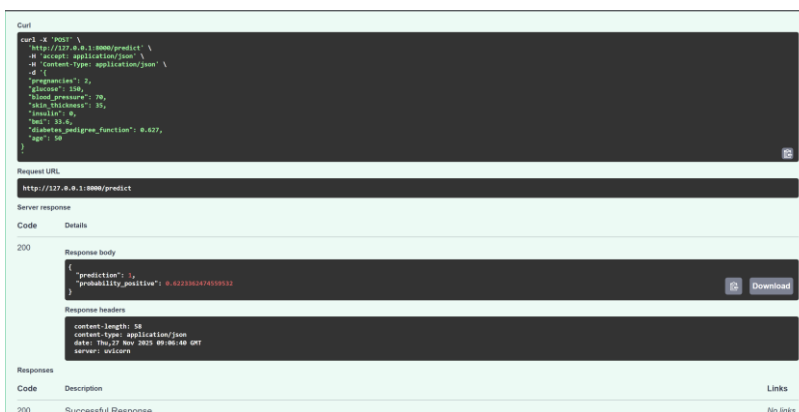 Curl
curl -X 'POST' \
'http://127.0.0.1:8000/predict' \
-H 'accept: application/json' \
-H 'Content-Type: application/json' \
-d '{
"pregnancies": 2,
"glucose": 150,
"blood_pressure": 70,
"skin_thickness": 35,
"insulin": 0,
"bmi": 33.6,
"diabetes_pedigree_function": 0.627,
"age": 50
}
'
Request URL
http://127.0.0.1:8000/predict
Server response
Code Details
200
Response body
{
"prediction": 1,
"probability_positive":
}
Download
Response headers
content-length: 58
content-type: application/json
date: Thu,27 Nov 2025 09:06:40 GMT
server: uvicorn
Responses
Code Description Links
200 Successful Response No links